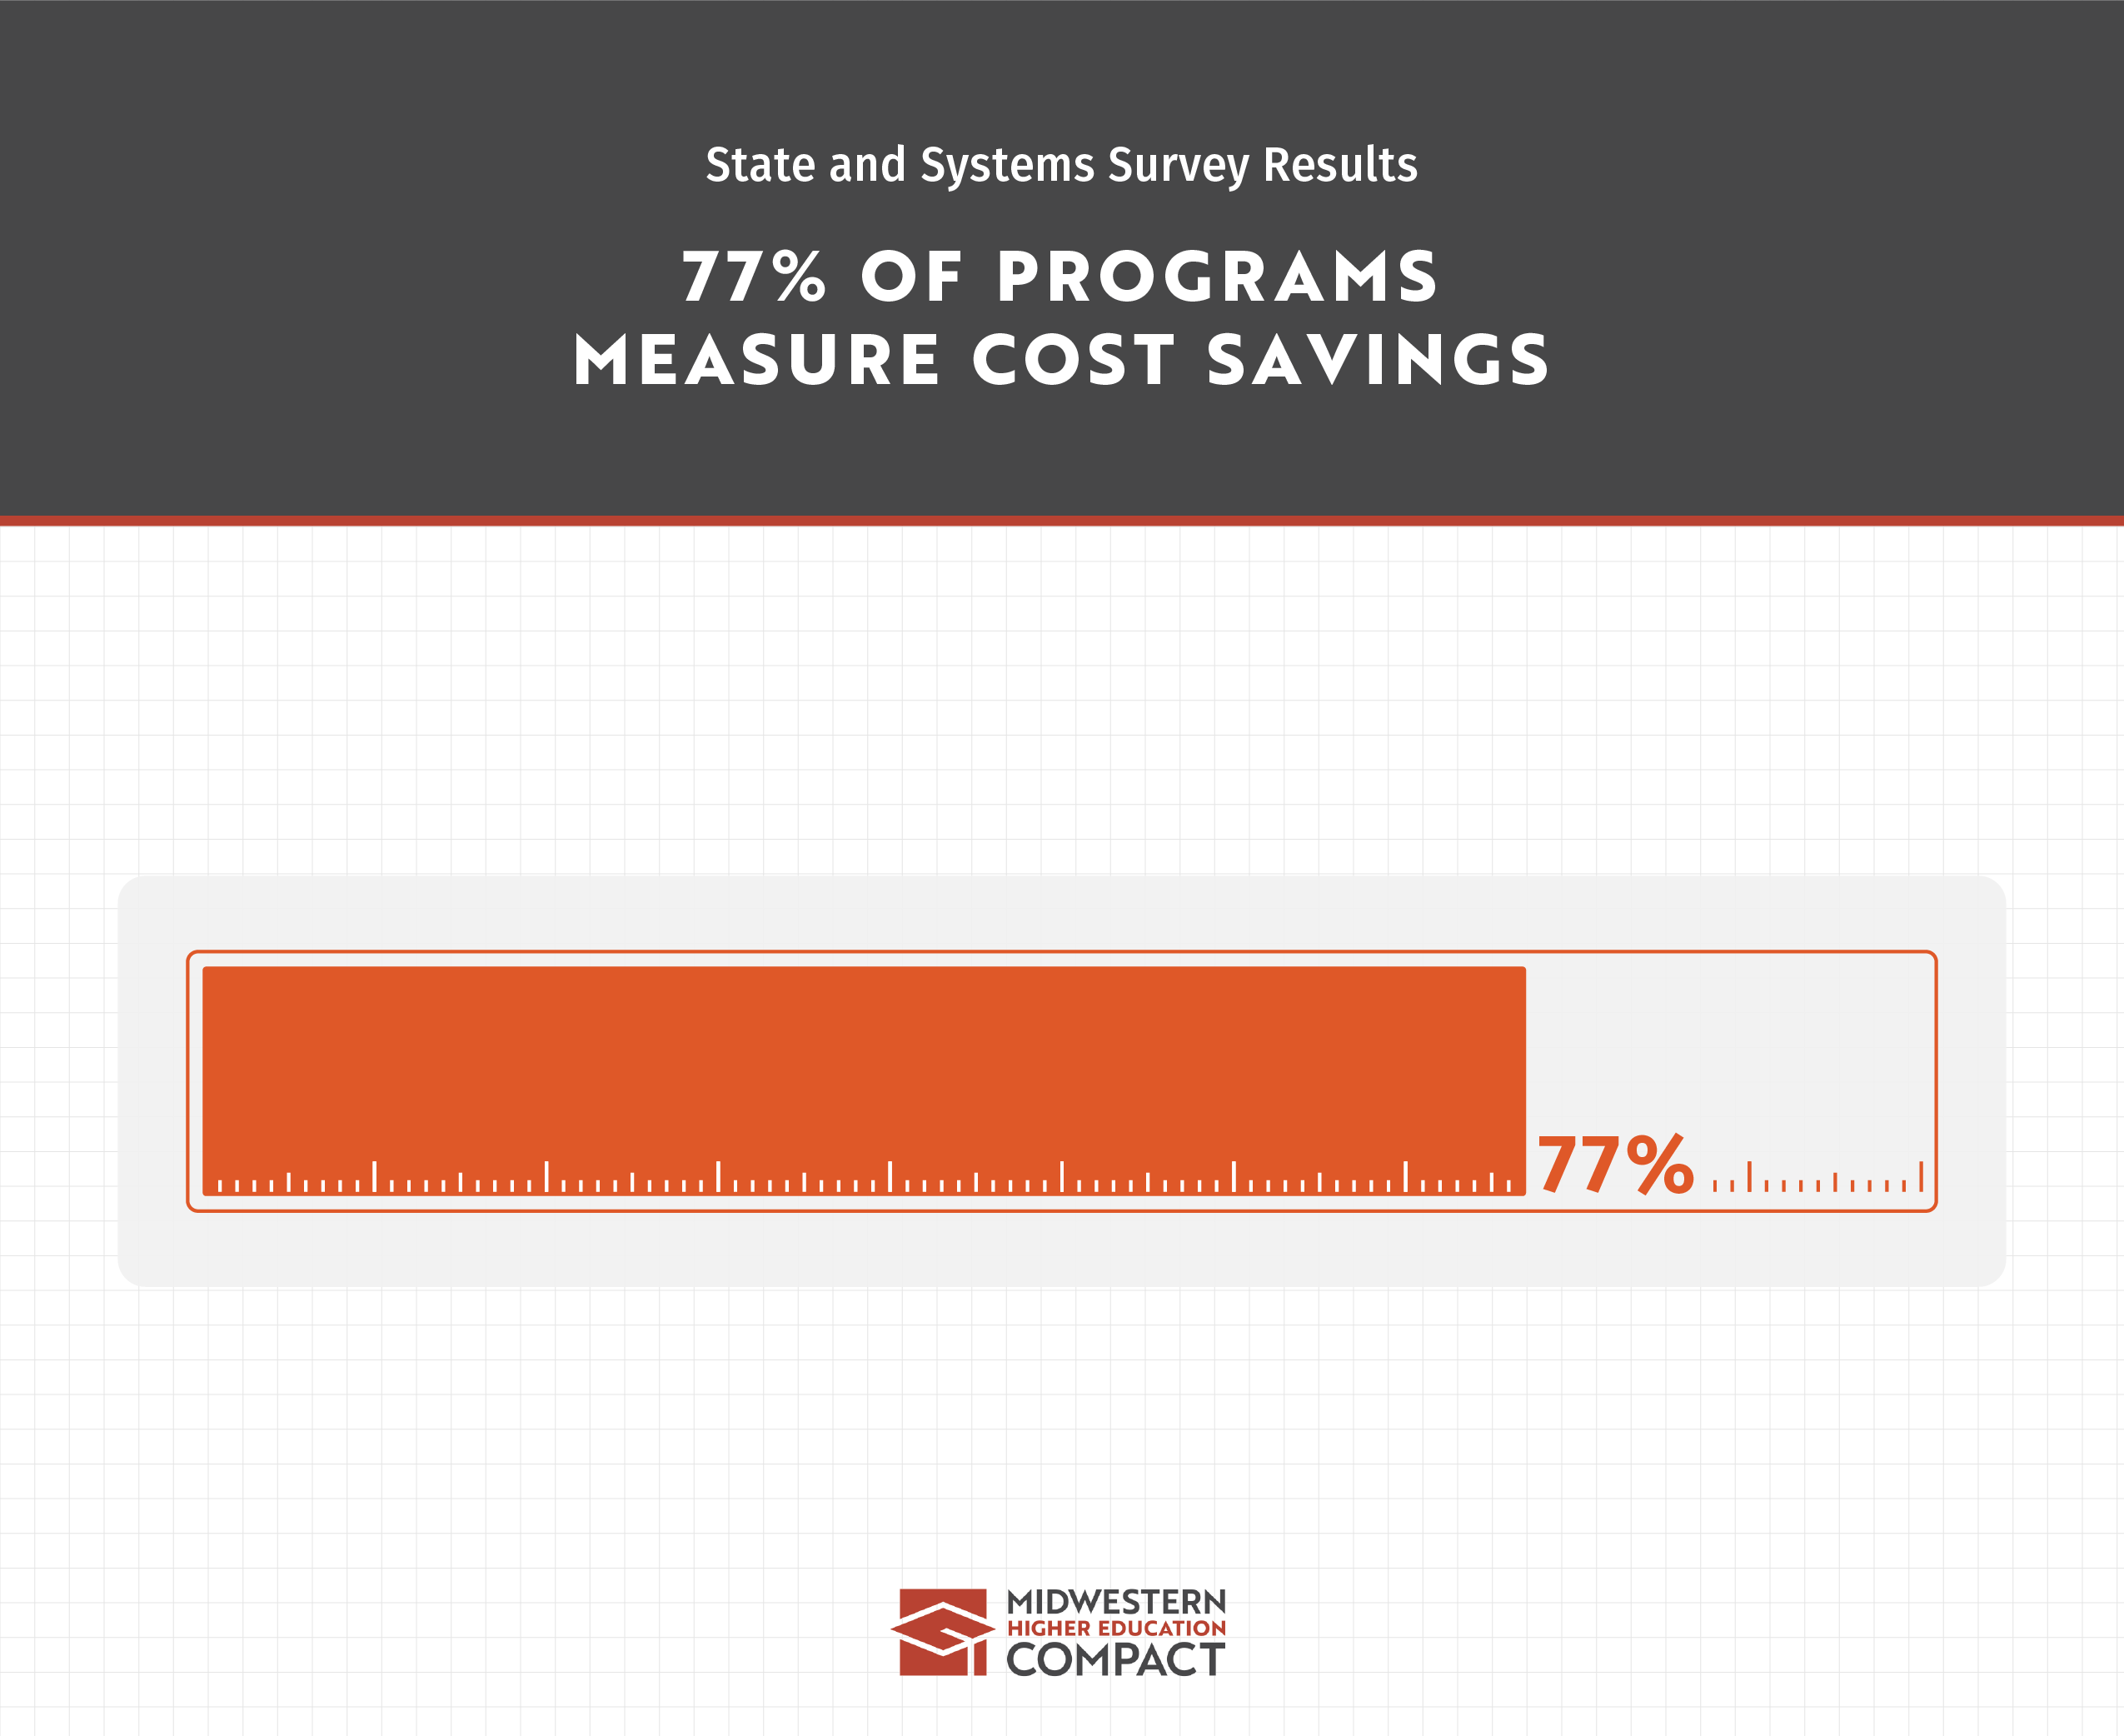 State and Systems Survey Results
77% OF PROGRAMS
MEASURE COST SAVINGS
77%
MIDWESTERN
HIGHER EDUCATION
COMPACT